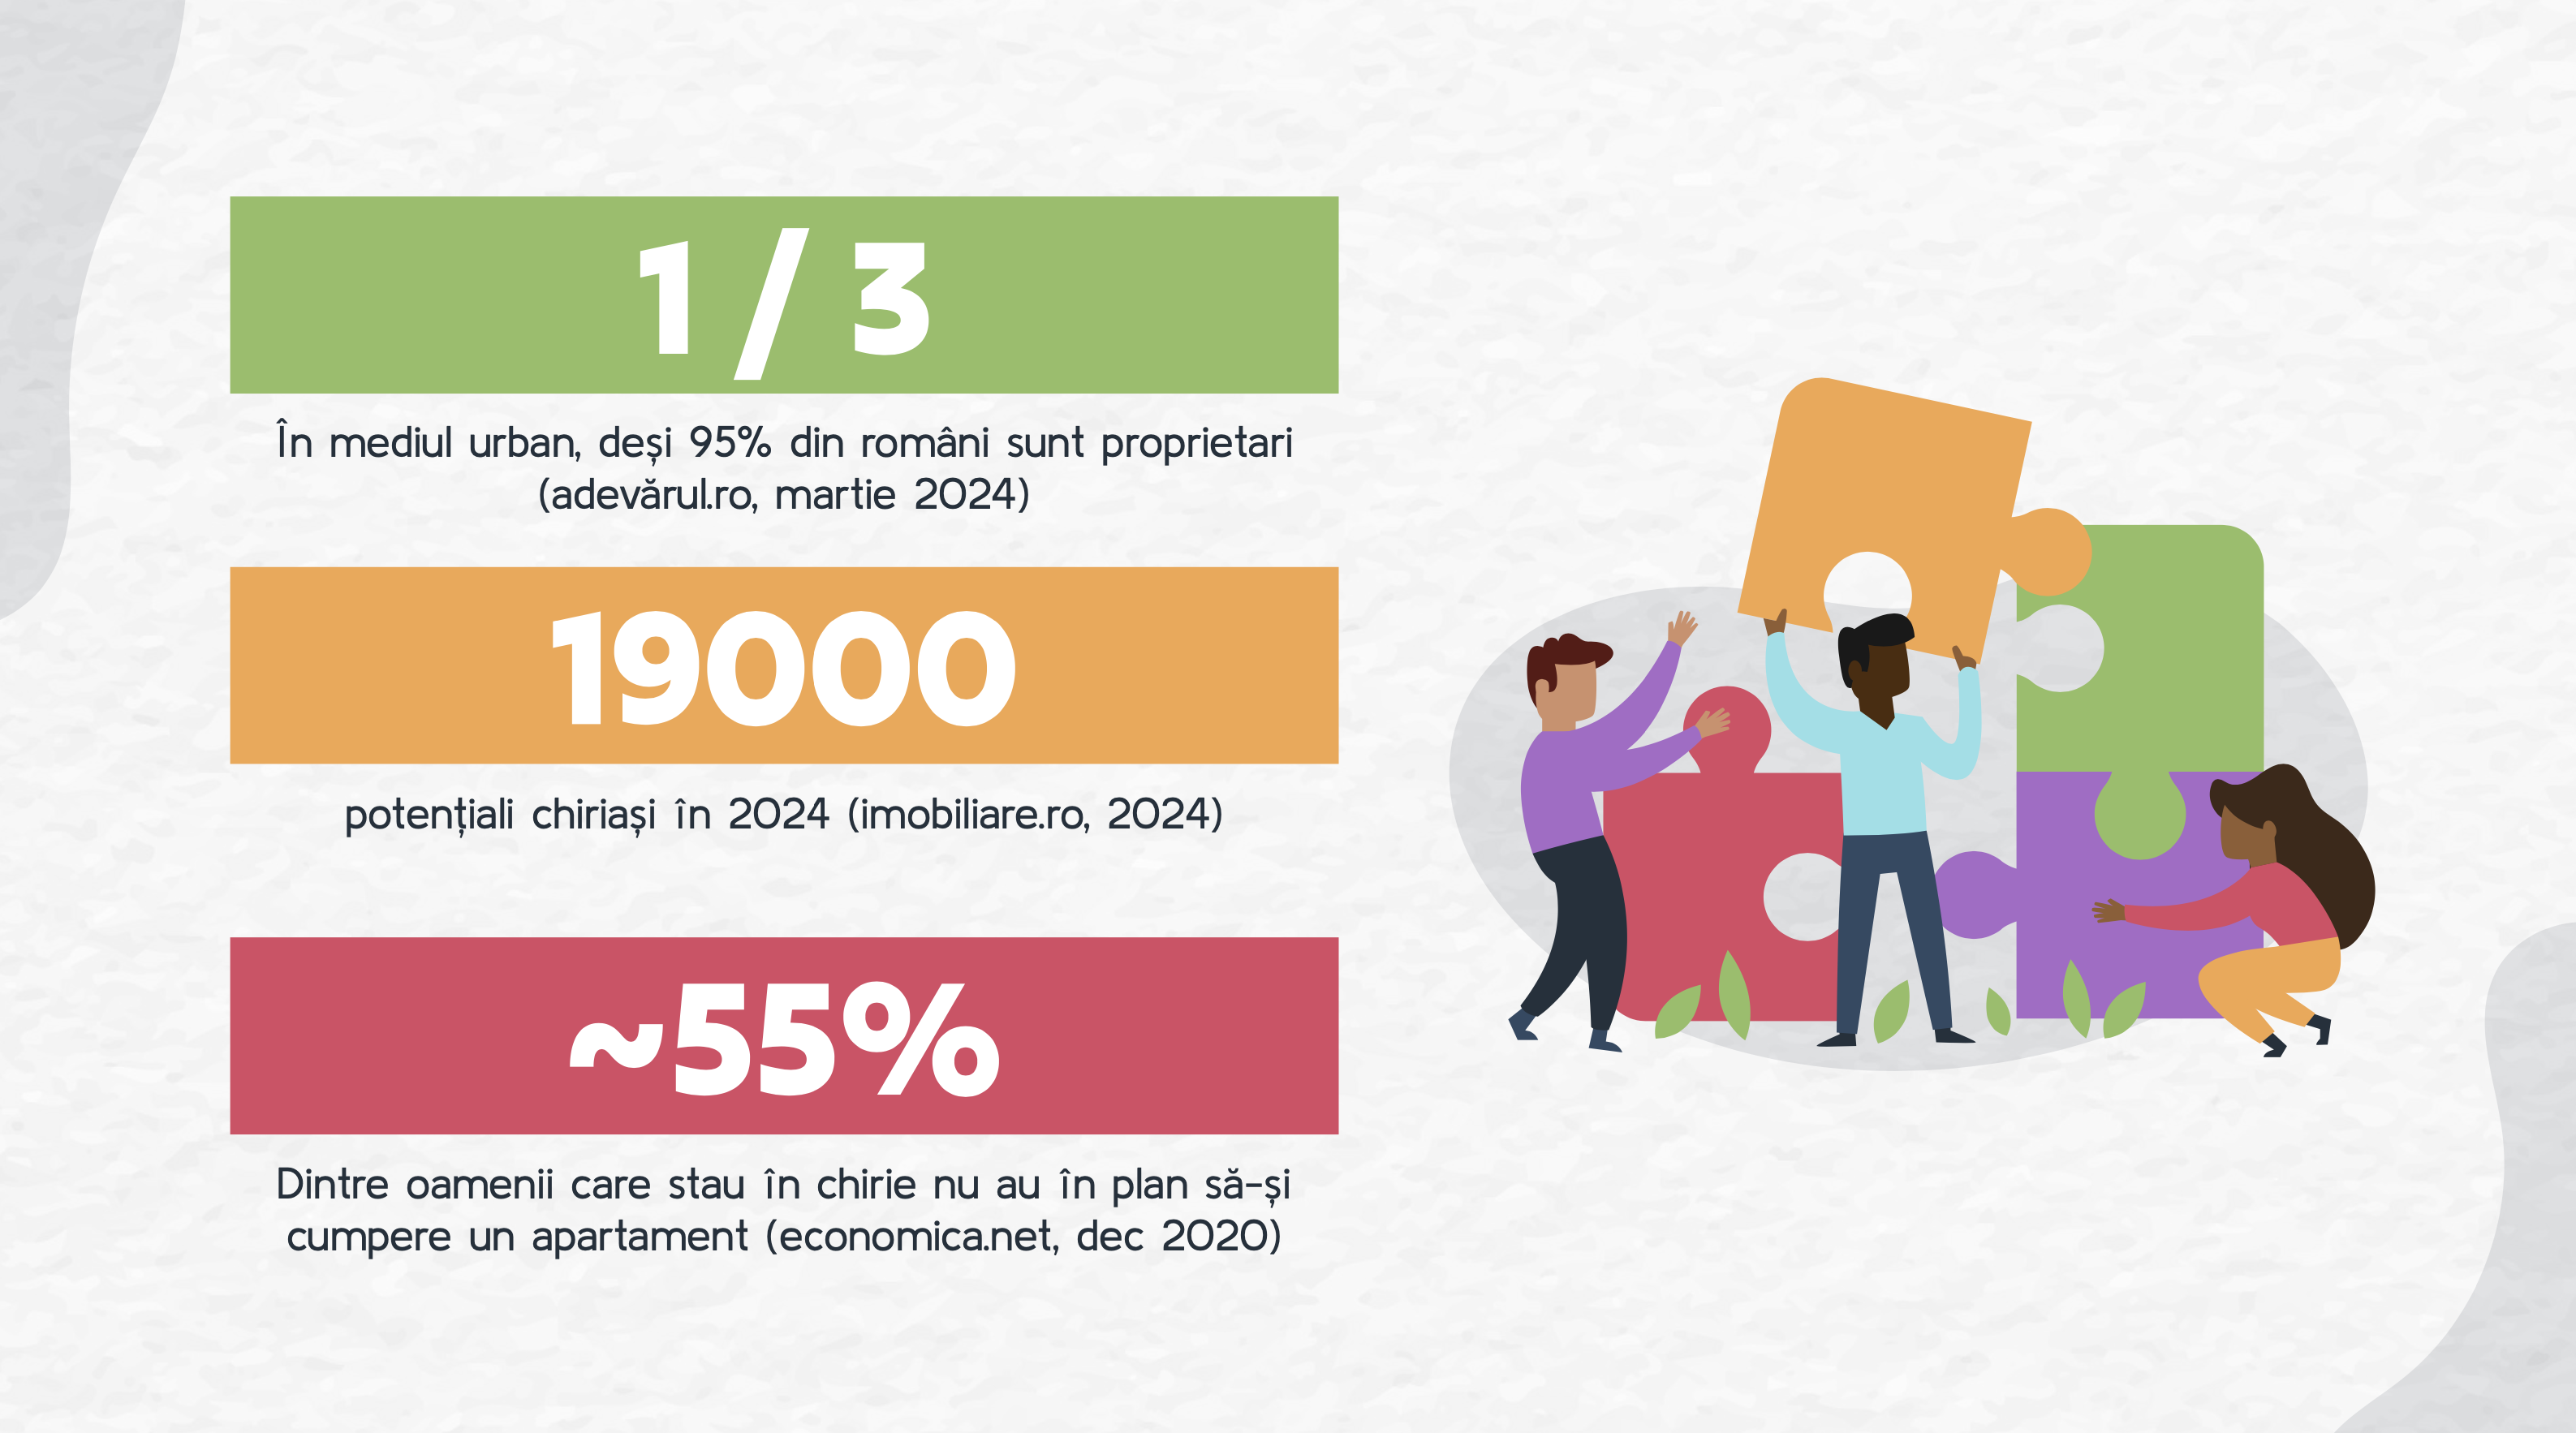 1 / 3
În mediul urban, deși 95% din români sunt proprietari
(adevărul.ro, martie 2024)
19000
potențiali chiriași în 2024 (imobiliare.ro, 2024)
~55%
Dintre oamenii care stau în chirie nu au în plan să-și
cumpere un apartament (economica.net, dec 2020)